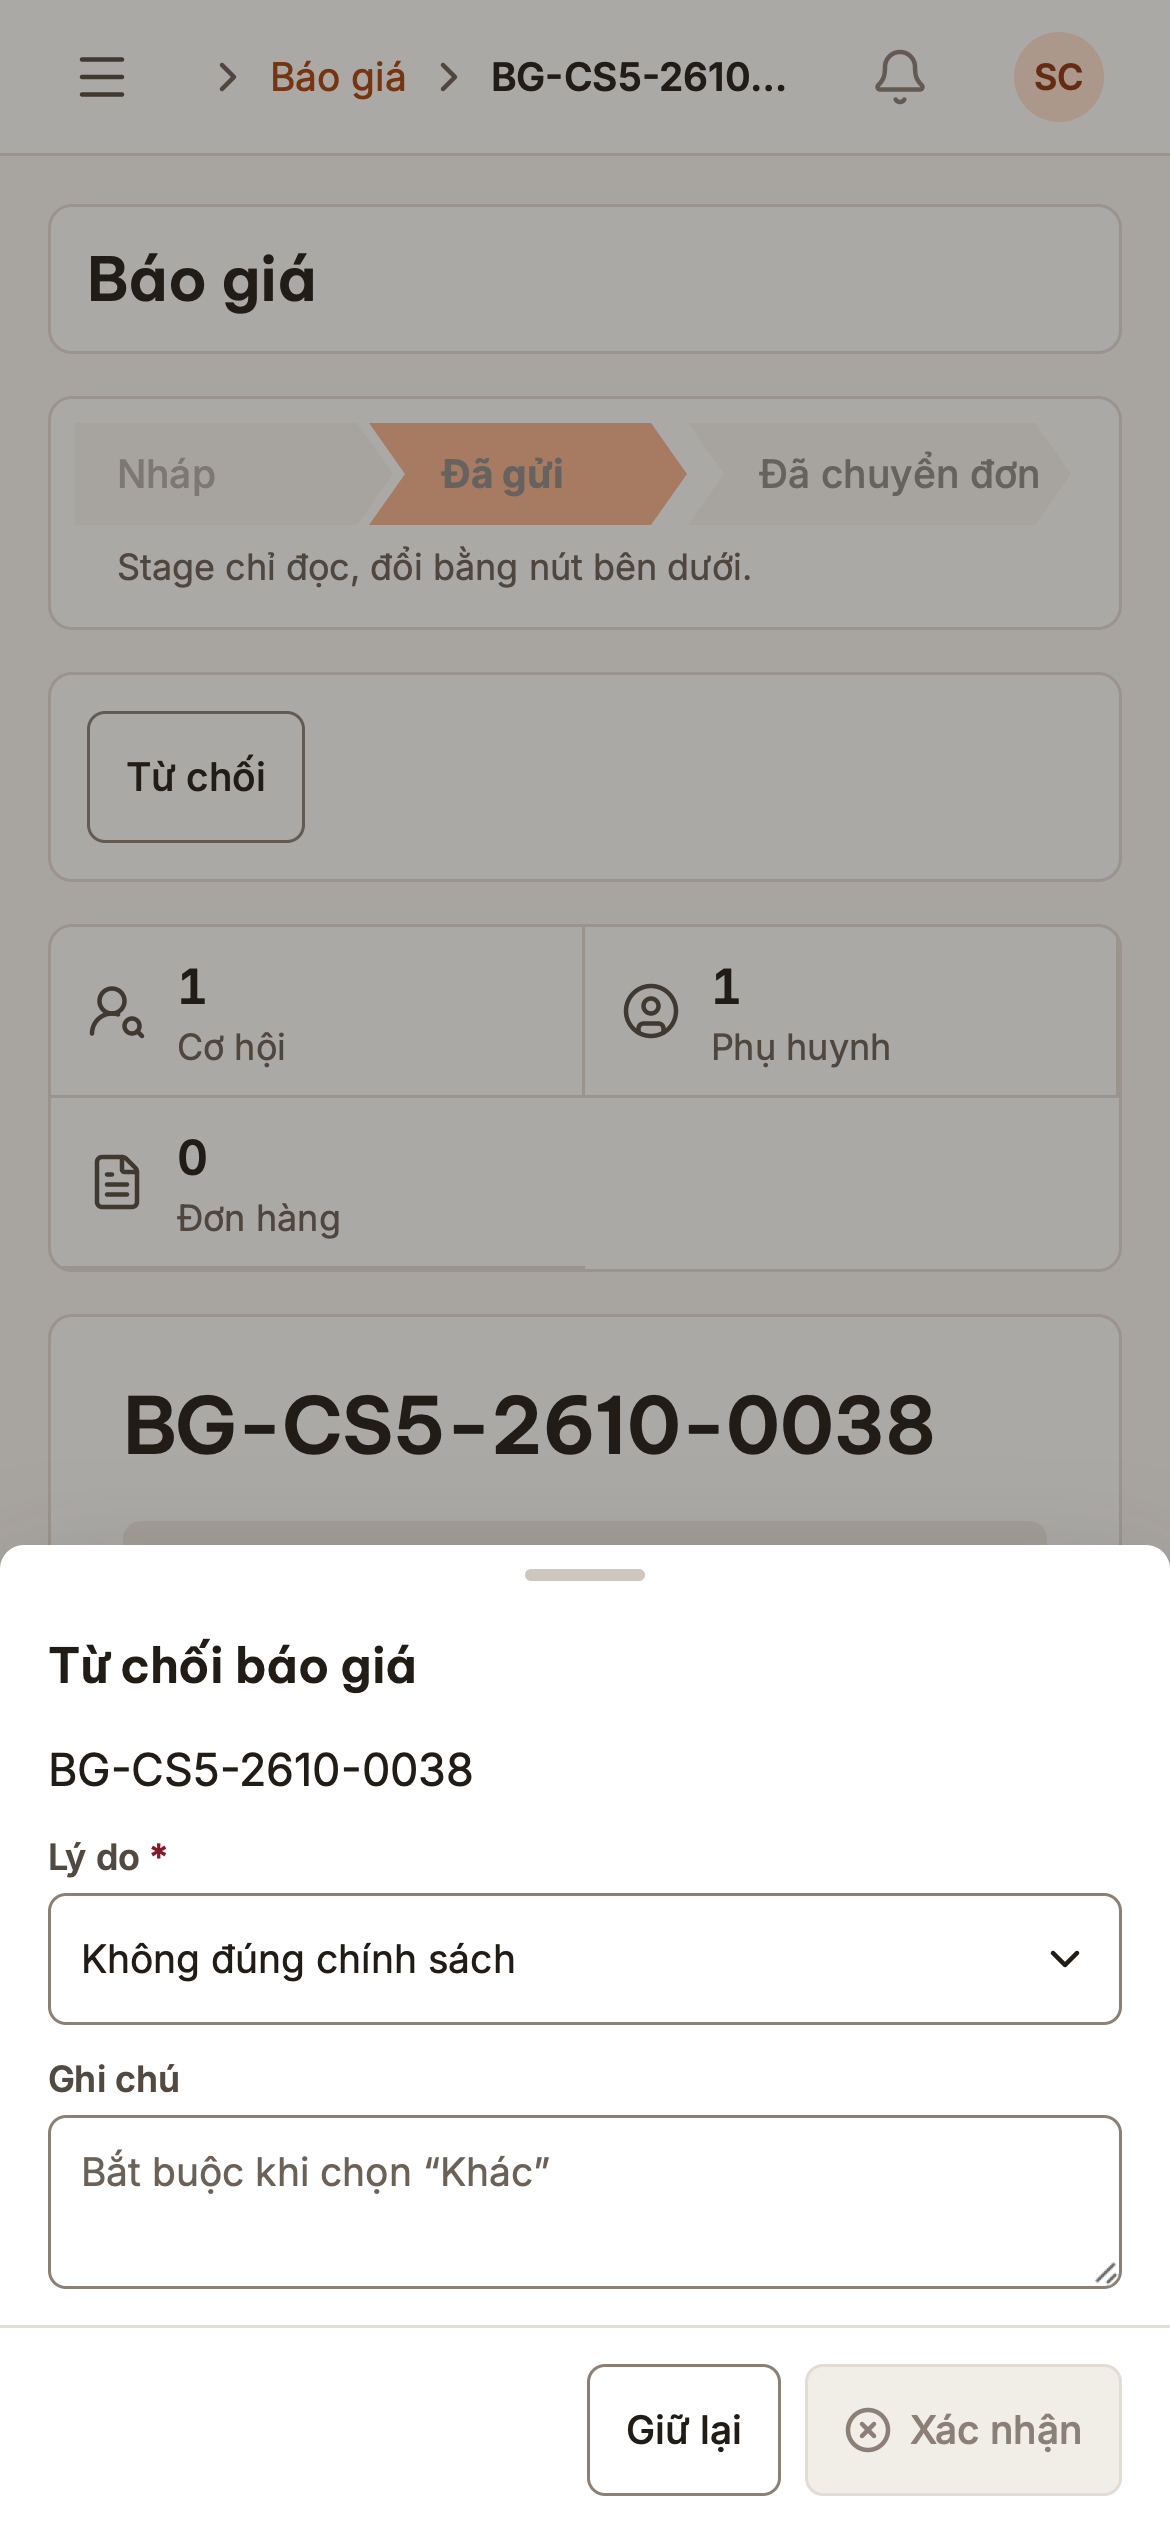 Báo giá
BG-CS5-2610...
SC
Báo giá
Nháp
Đã gửi
Đã chuyển đơn
Stage chỉ đọc, đổi bằng nút bên dưới.
Từ chối
1
Cơ hội
1
Phụ huynh
0
Đơn hàng
BG-CS5-2610-0038
Từ chối báo giá
BG-CS5-2610-0038
Lý do *
Không đúng chính sách
Ghi chú
Bắt buộc khi chọn “Khác”
Giữ lại
Xác nhận